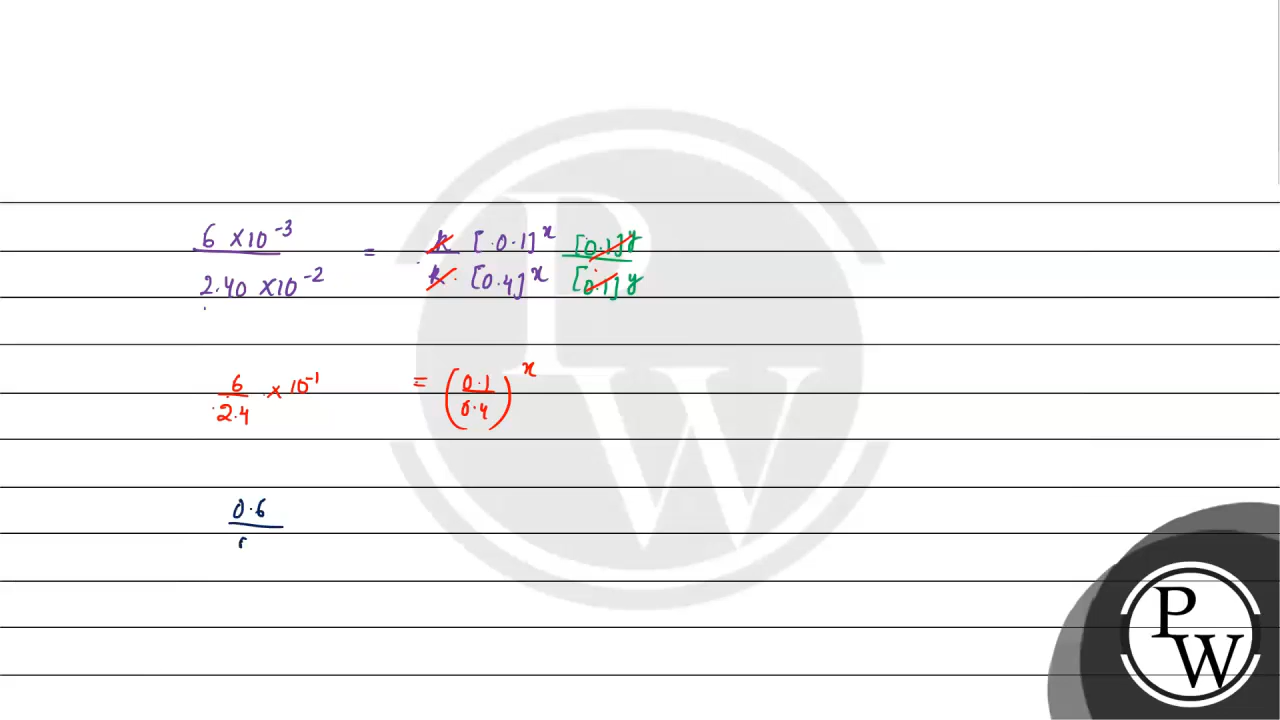 6 × 10⁻³ / 2.40 × 10⁻² = k [0.1]ˣ [0.1]ʸ / k [0.4]ˣ [0.1]ʸ
6 / 2.4 × 10⁻¹ = (0.1 / 0.4)ˣ
0.6
P
W
PW